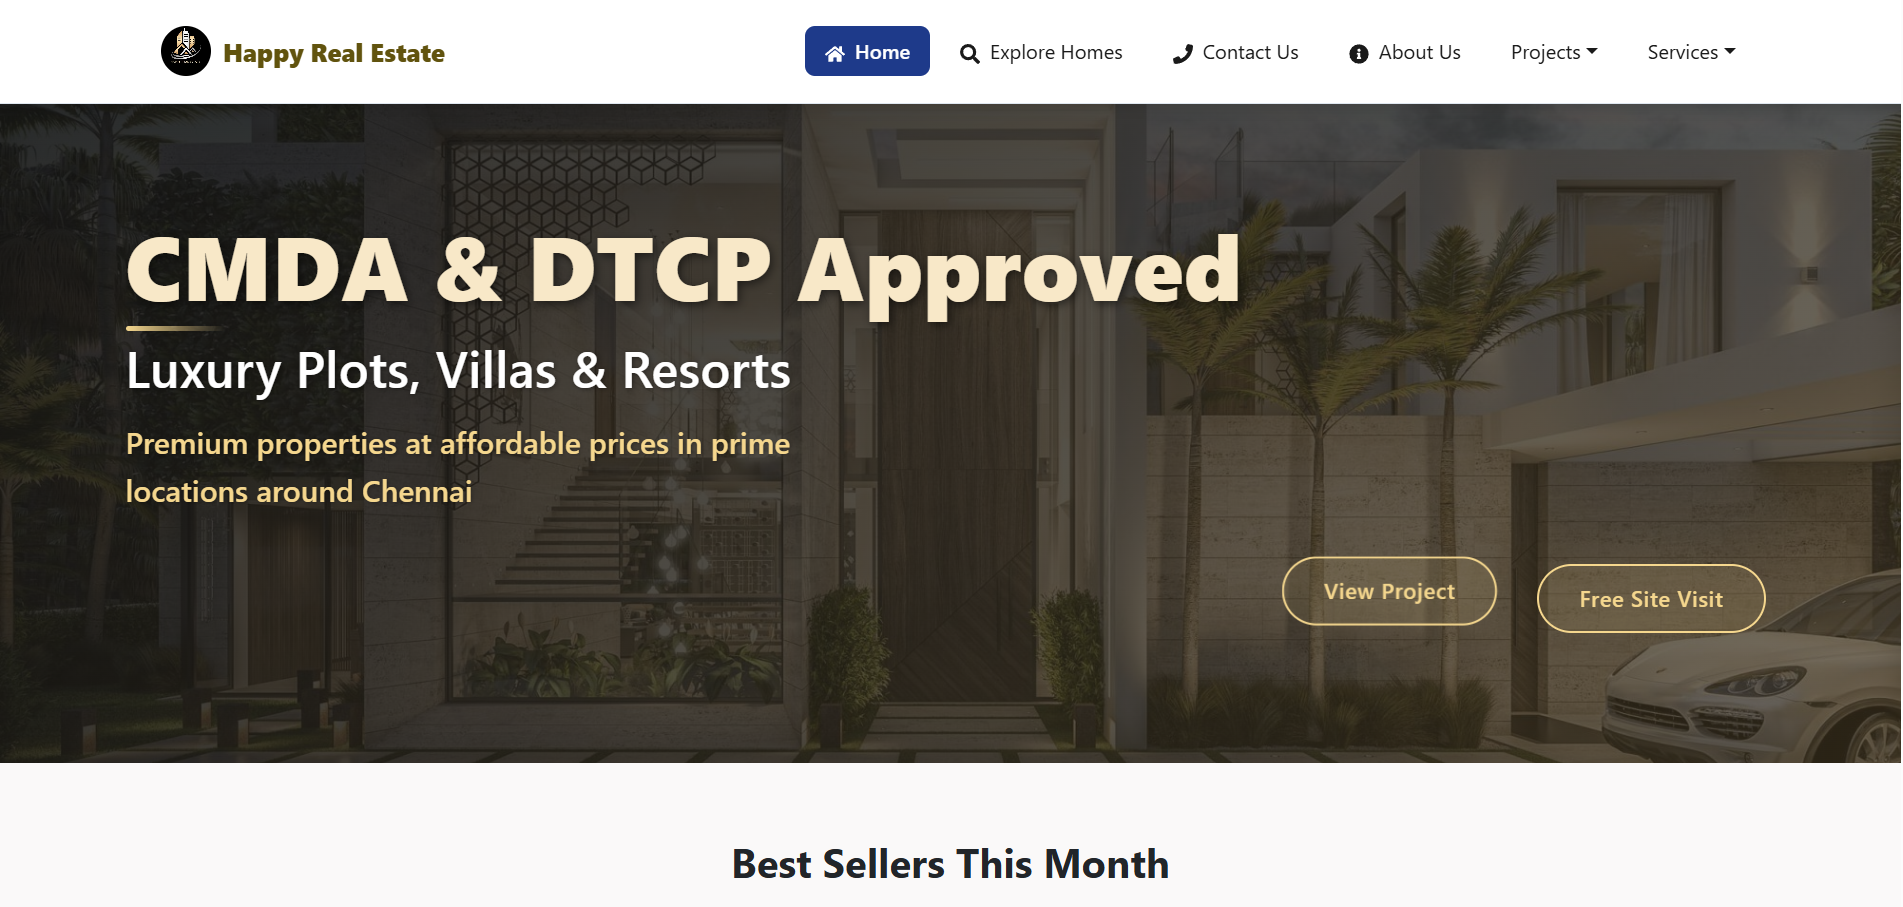 Happy Real Estate
Home
Explore Homes
Contact Us
About Us
Projects
Services
CMDA & DTCP Approved
Luxury Plots, Villas & Resorts
Premium properties at affordable prices in prime
locations around Chennai
View Project
Free Site Visit
Best Sellers This Month